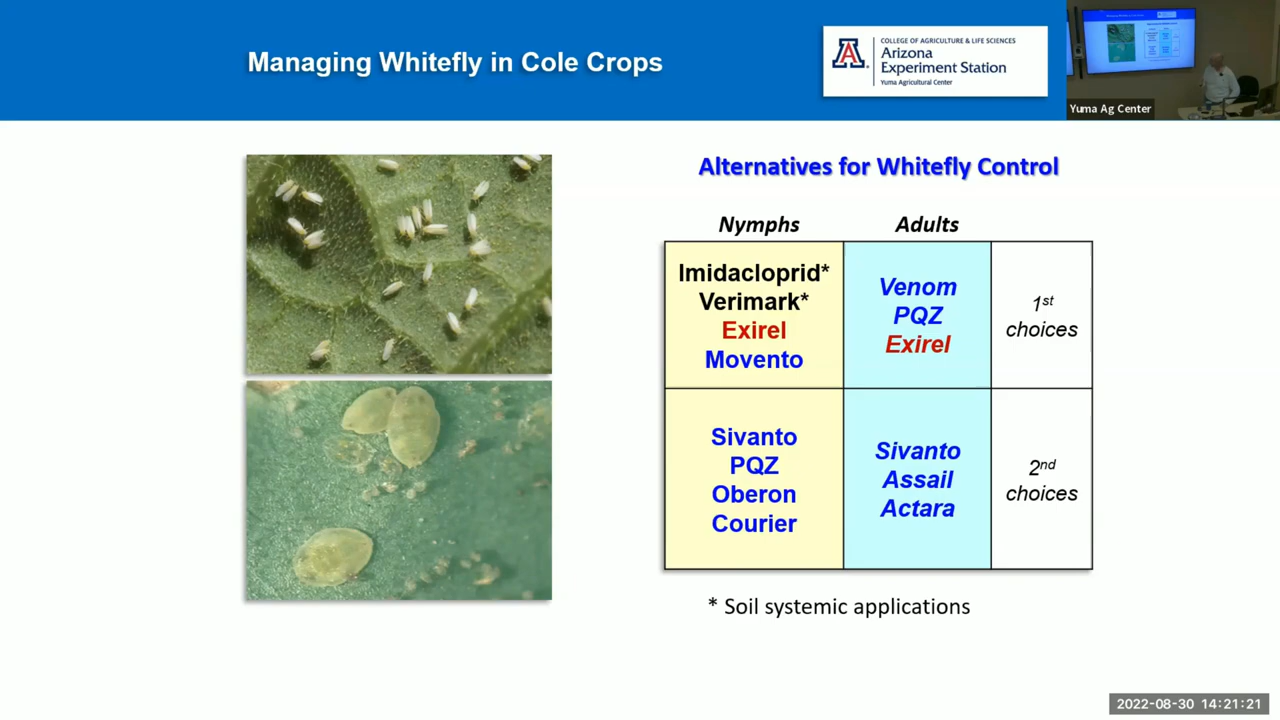 Managing Whitefly in Cole Crops
COLLEGE OF AGRICULTURE & LIFE SCIENCES
Arizona
Experiment Station
Yuma Agricultural Center
A
Yuma Ag Center
Alternatives for Whitefly Control
Nymphs
Adults
Imidacloprid*
Verimark*
Exirel
Movento
Venom
PQZ
Exirel
1st
choices
Sivanto
PQZ
Oberon
Courier
Sivanto
Assail
Actara
2nd
choices
* Soil systemic applications
2022-08-30 14:21:21